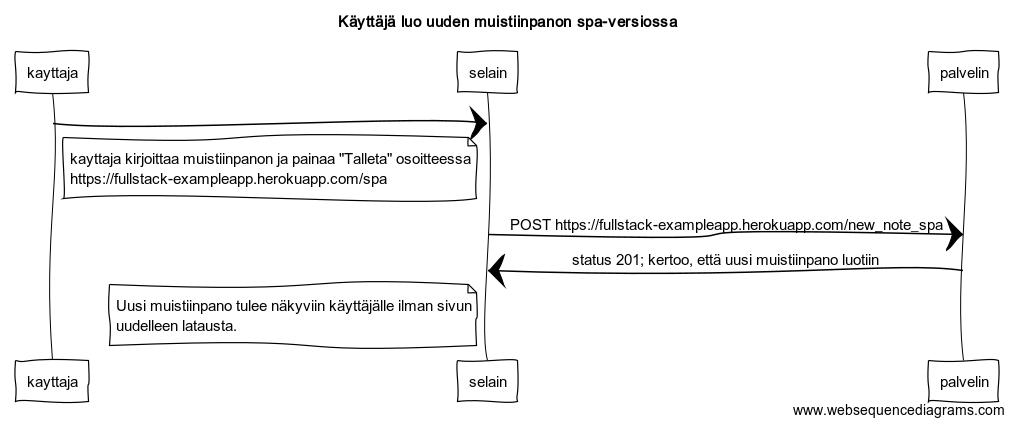 Käyttäjä luo uuden muistiinpanon spa-versiossa
kayttaja
selain
palvelin
kayttaja kirjoittaa muistiinpanon ja painaa "Talleta" osoitteessa
https://fullstack-exampleapp.herokuapp.com/spa
POST https://fullstack-exampleapp.herokuapp.com/new_note_spa
status 201; kertoo, että uusi muistiinpano luotiin
Uusi muistiinpano tulee näkyviin käyttäjälle ilman sivun
uudelleen latausta.
kayttaja
selain
palvelin
www.websequencediagrams.com